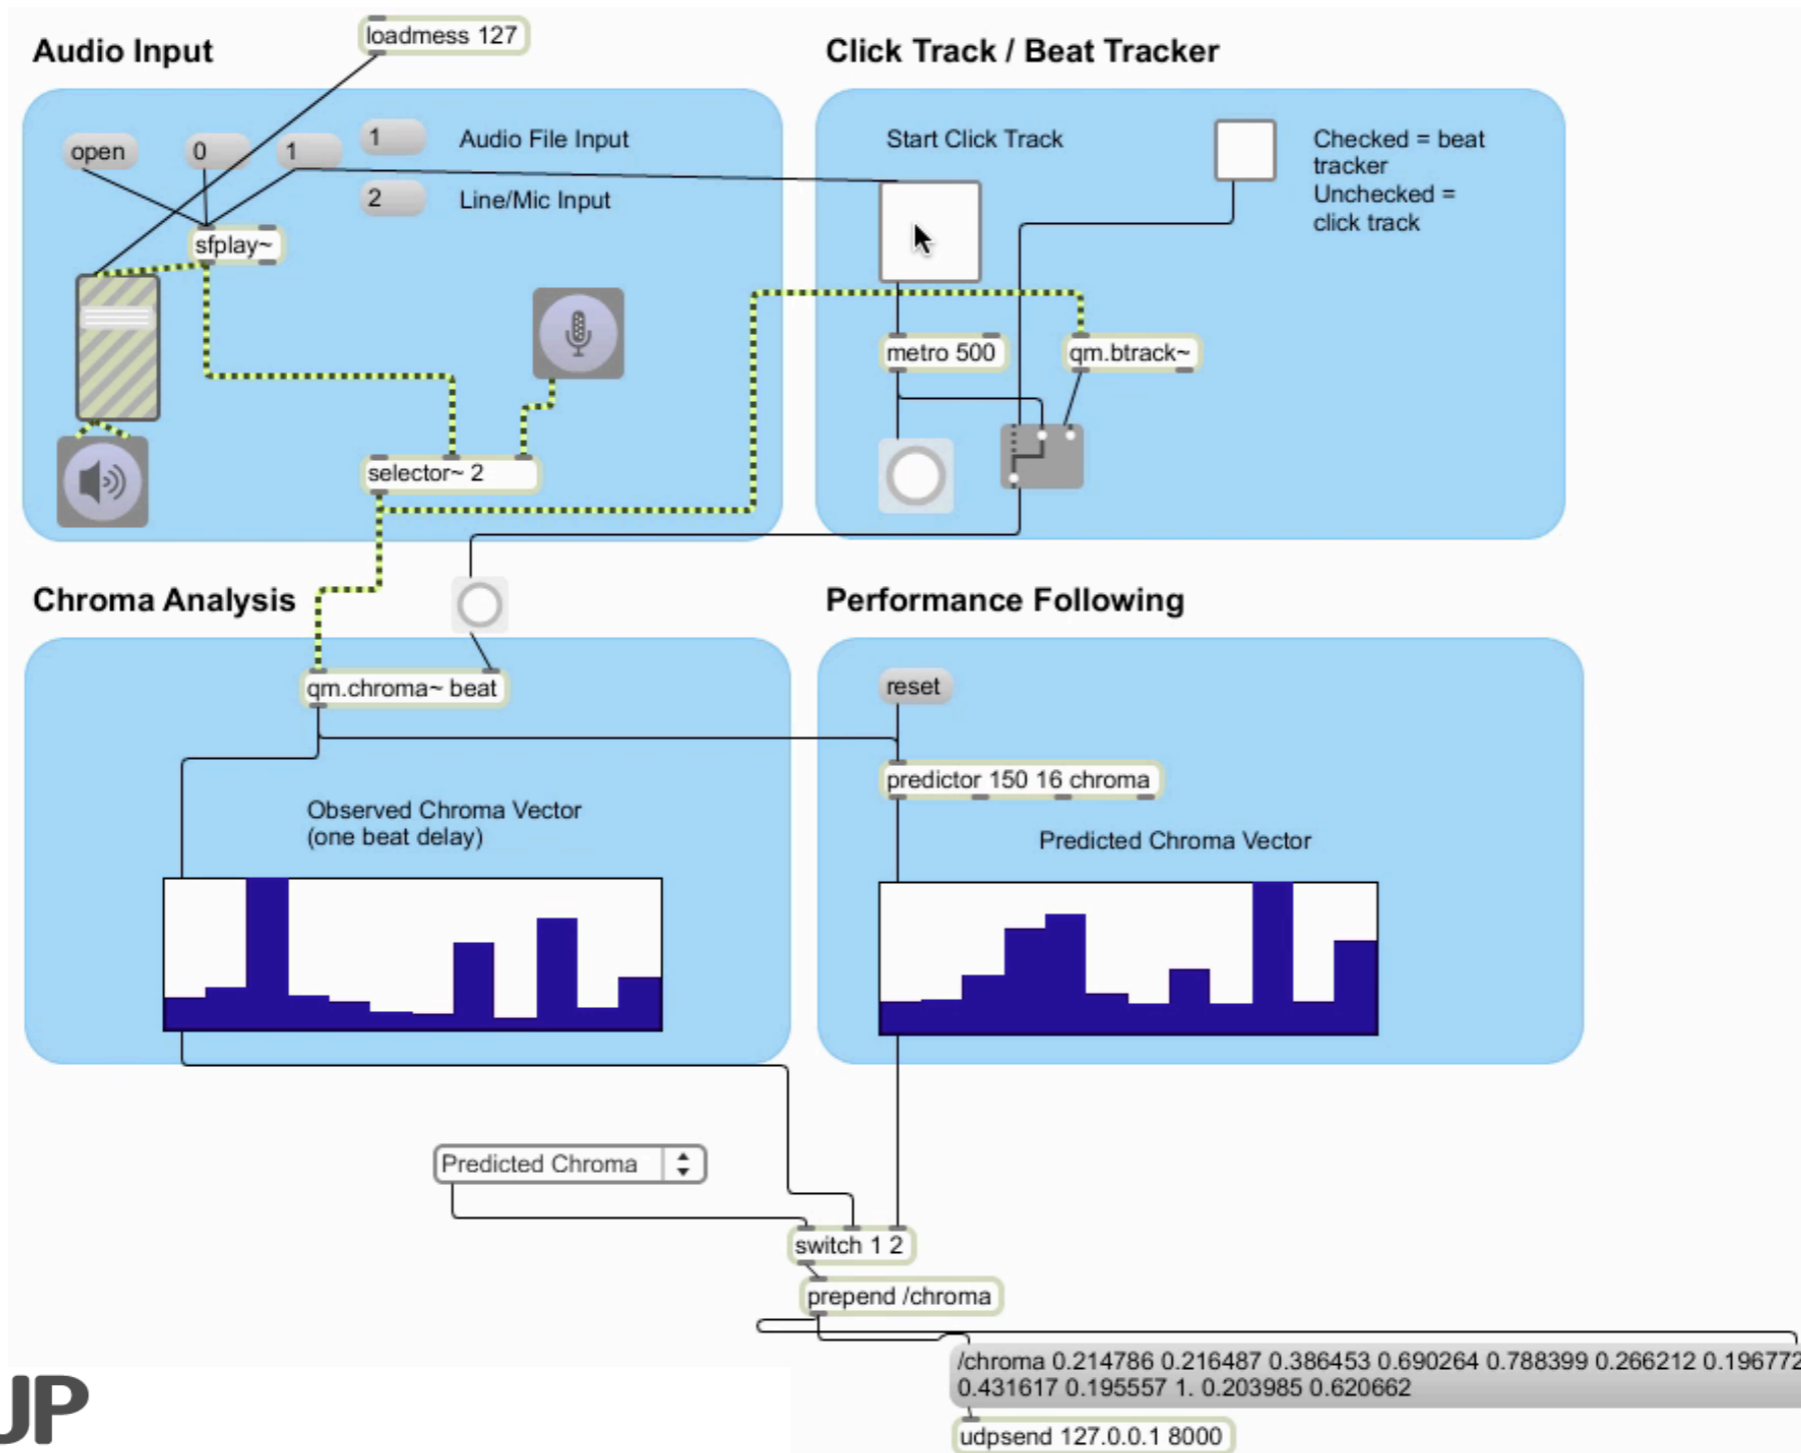 loadmess 127
Audio Input
Click Track / Beat Tracker
open
0
1
1
Audio File Input
2
Line/Mic Input
sfplay~
selector~ 2
Start Click Track
Checked = beat
tracker
Unchecked =
click track
metro 500
qm.btrack~
Chroma Analysis
Performance Following
qm.chroma~ beat
Observed Chroma Vector
(one beat delay)
reset
predictor 150 16 chroma
Predicted Chroma Vector
Predicted Chroma
switch 1 2
prepend /chroma
/chroma 0.214786 0.216487 0.386453 0.690264 0.788399 0.266212 0.196772
0.431617 0.195557 1. 0.203985 0.620662
udpsend 127.0.0.1 8000
UP